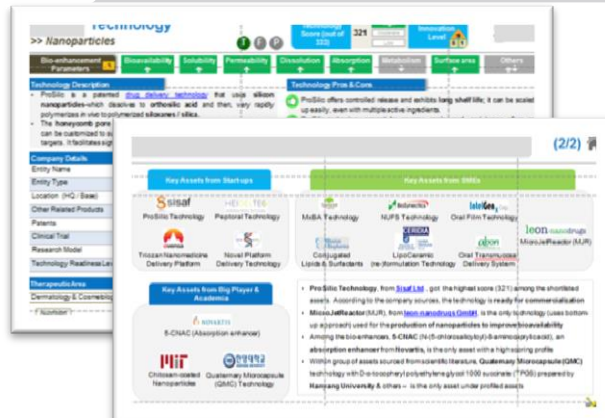 Technology
>> Nanoparticles
T F P
Technology
Score (out of
333)
321
Innovation
Level
Bio-enhancement
Parameters
Bioavailability
Solubility
Permeability
Dissolution
Absorption
Metabolism
Surface area
Others
Technology Description
ProSilic is a patented drug delivery technology that uses silicon
nanoparticles-which dissolves to orthosilic acid and then, very rapidly
polymerizes in vivo to polymerized siloxanes / silica.
The honeycomb pore
can be customized to su
targets. It facilitates sign
Technology Pros & Cons
ProSilic offers controlled release and exhibits long shelf life; it can be scaled
up easily, even with multiple active ingredients.
Company Details
Entity Name
Entity Type
Location (HQ / Base)
Other Related Products
Patents
Clinical Trial
Research Model
Technology Readiness Lev
Therapeutic Area
Dermatology & Cosmetics
(2/2)
Key Assets from Start-ups
sisaf
ProSilic Technology
Peptoral Technology
Triozan Nanomedicine
Delivery Platform
Novel Platform
Delivery Technology
Key Assets from SMEs
MoBA Technology
NUFS Technology
IntelGenx
Oral Film Technology
Conjugated
Lipids & Surfactants
CERIDIA
LipoCeramic
(re-)formulation Technology
Oral Transmucosal
Delivery System
leon-nanodrugs
MicroJetReactor (MJR)
Key Assets from Big Player &
Academia
NOVARTIS
5-CNAC (Absorption enhancer)
MIT
Chitosan-coated
Nanoparticles
한양대학교
Quaternary Microcapsule
(QMC) Technology
ProSilic Technology, from Sisaf Ltd., got the highest score (321) among the shortlisted
assets. According to the company sources, the technology is ready for commercialisation
MicroJetReactor (MJR), from leon-nanodrugs GmbH, is the only technology (uses bottom
up approach) used for the production of nanoparticles to improve bioavailability
Among the bio-enhancers, 5-CNAC (N-(5-chlorosalicyloyl)-8-aminocaprylic acid), an
absorption enhancer from Novartis, is the only asset with a high scoring profile
Within group of assets sourced from scientific literature, Quaternary Microcapsule (QMC)
technology with D-α-tocopheryl polyethylene glycol 1000 succinate (TPGS) prepared by
Hanyang University & others – is the only asset under profiled assets